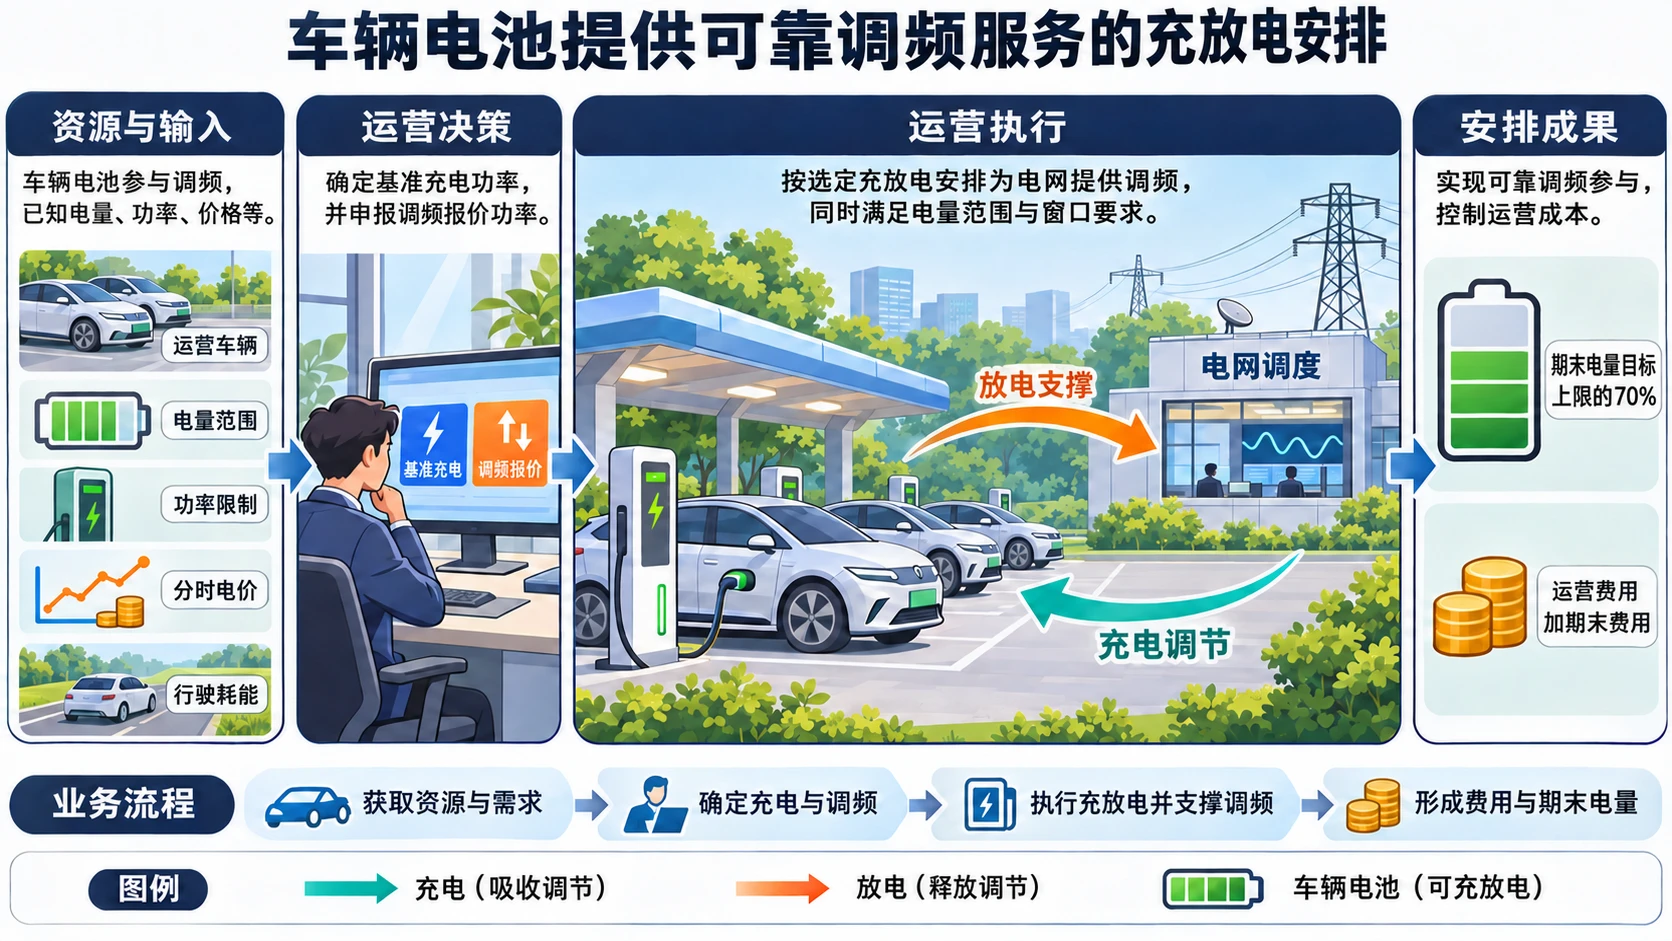 车辆电池提供可靠调频服务的充放电安排
资源与输入
车辆电池参与调频，
已知电量、功率、价格等。
运营车辆
电量范围
功率限制
分时电价
行驶耗能
运营决策
确定基准充电功率，
并申报调频报价功率。
基准充电
调频报价
运营执行
按选定充放电安排为电网提供调频，
同时满足电量范围与窗口要求。
放电支撑
电网调度
充电调节
安排成果
实现可靠调频参与，
控制运营成本。
期末电量目标
上限的70%
运营费用
加期末费用
业务流程
获取资源与需求
确定充电与调频
执行充放电并支撑调频
形成费用与期末电量
图例
充电（吸收调节）
放电（释放调节）
车辆电池（可充放电）